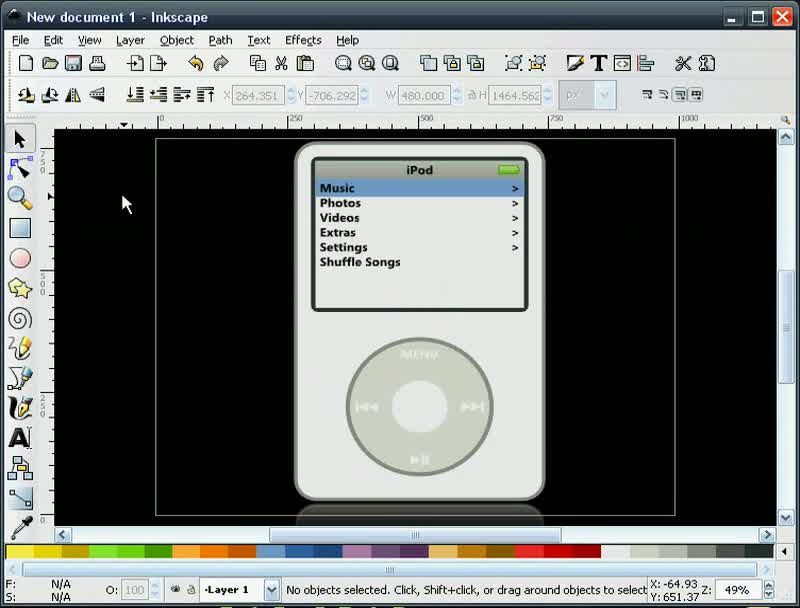 New document 1 - Inkscape
File Edit View Layer Object Path Text Effects Help
X 264.351 Y -706.292 W 480.000 H 1464.562 px
0 250 500 750 1000
iPod
Music >
Photos >
Videos >
Extras >
Settings >
Shuffle Songs
MENU
F: N/A
S: N/A
O: 100
·Layer 1
No objects selected. Click, Shift+click, or drag around objects to select
X: -64.93
Y: 651.37
Z: 49%